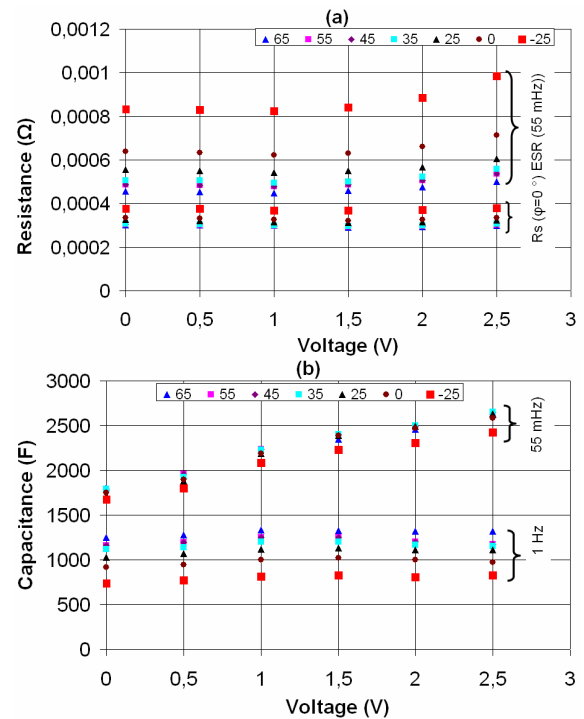 (a)
65 55 45 35 25 0 -25
0,0012
0,001
0,0008
0,0006
0,0004
0,0002
0
Resistance (Ω)
0 0,5 1 1,5 2 2,5 3
Voltage (V)
Rs (φ=0 °) ESR (55 mHz))
(b)
65 55 45 35 25 0 -25
3000
2500
2000
1500
1000
500
0
Capacitance (F)
0 0,5 1 1,5 2 2,5 3
Voltage (V)
55 mHz)
1 Hz